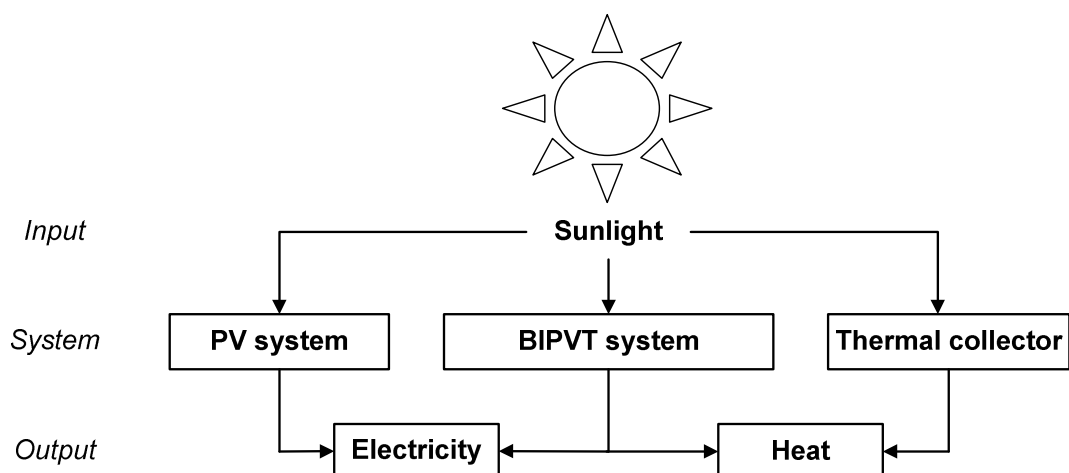 Input
Sunlight
System
PV system
BIPVT system
Thermal collector
Output
Electricity
Heat